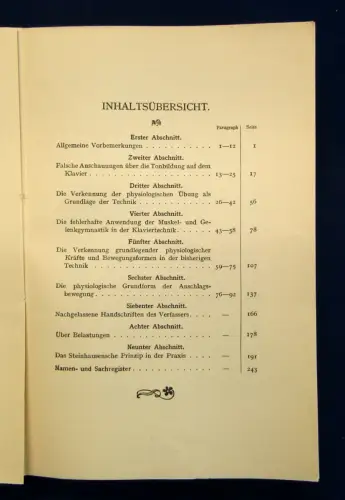 INHALTSÜBERSICHT.
Paragraph Seite
Erster Abschnitt.
Allgemeine Vorbemerkungen . . . . . . . . . . . 1—12 1
Zweiter Abschnitt.
Falsche Anschauungen über die Tonbildung auf dem
Klavier . . . . . . . . . . . . . . . . . . . 13—25 17
Dritter Abschnitt.
Die Verkennung der physiologischen Übung als
Grundlage der Technik . . . . . . . . . . . . 26—42 56
Vierter Abschnitt.
Die fehlerhafte Anwendung der Muskel- und Ge-
lenkgymnastik in der Klaviertechnik . . . . . . 43—58 78
Fünfter Abschnitt.
Die Verkennung grundlegender physiologischer
Kräfte und Bewegungsformen in der bisherigen
Technik . . . . . . . . . . . . . . . . . . 59—75 107
Sechster Abschnitt.
Die physiologische Grundform der Anschlags-
bewegung . . . . . . . . . . . . . . . . . . 76—92 137
Siebenter Abschnitt.
Nachgelassene Handschriften des Verfassers . . . . — 166
Achter Abschnitt.
Über Belastungen . . . . . . . . . . . . . . . — 178
Neunter Abschnitt.
Das Steinhausensche Prinzip in der Praxis . . . . — 191
Namen- und Sachregister . . . . . . . . . . . . — 243